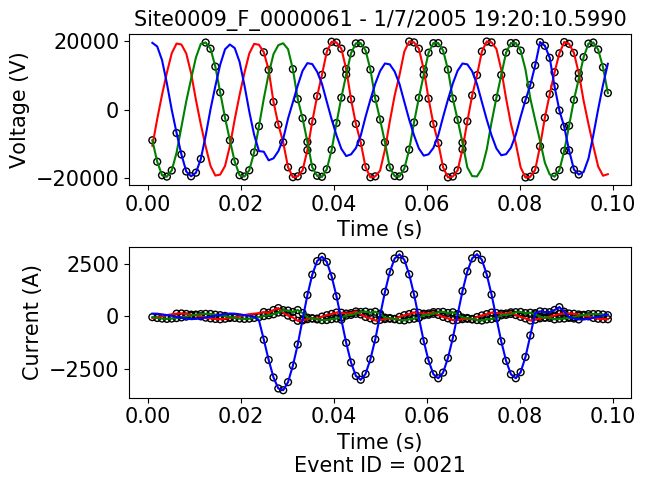 Site0009_F_0000061 - 1/7/2005 19:20:10.5990
20000
0
−20000
Voltage (V)
0.00 0.02 0.04 0.06 0.08 0.10
Time (s)
2500
0
−2500
Current (A)
0.00 0.02 0.04 0.06 0.08 0.10
Time (s)
Event ID = 0021